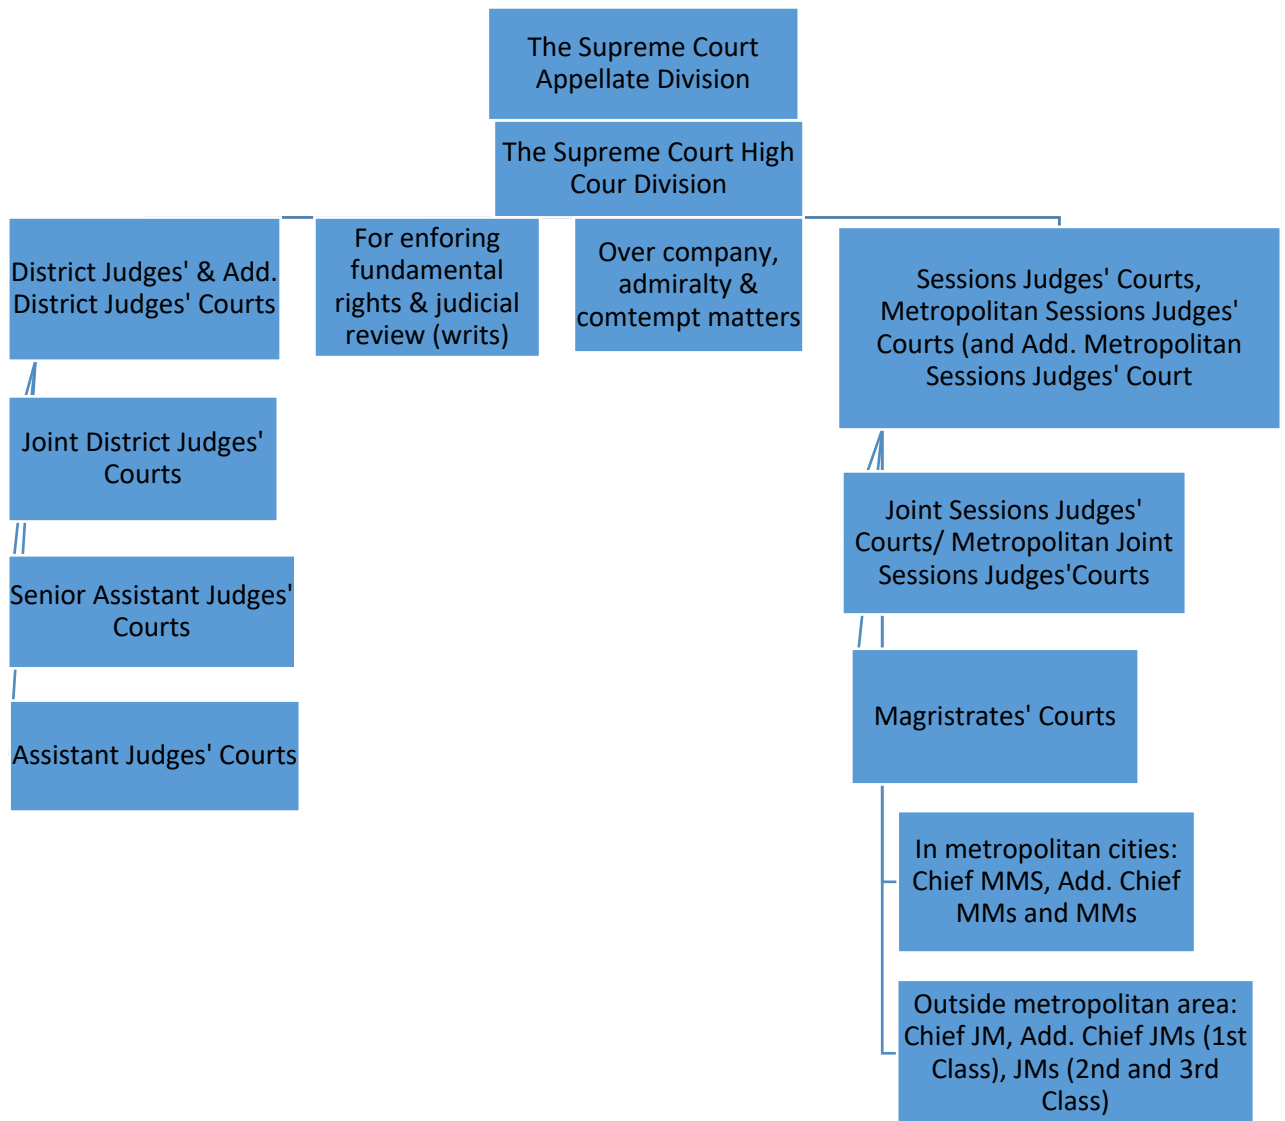 The Supreme Court
Appellate Division
The Supreme Court High
Cour Division
District Judges' & Add.
District Judges' Courts
For enforing
fundamental
rights & judicial
review (writs)
Over company,
admiralty &
comtempt matters
Sessions Judges' Courts,
Metropolitan Sessions Judges'
Courts (and Add. Metropolitan
Sessions Judges' Court
Joint District Judges'
Courts
Senior Assistant Judges'
Courts
Assistant Judges' Courts
Joint Sessions Judges'
Courts/ Metropolitan Joint
Sessions Judges'Courts
Magristrates' Courts
In metropolitan cities:
Chief MMS, Add. Chief
MMs and MMs
Outside metropolitan area:
Chief JM, Add. Chief JMs (1st
Class), JMs (2nd and 3rd
Class)